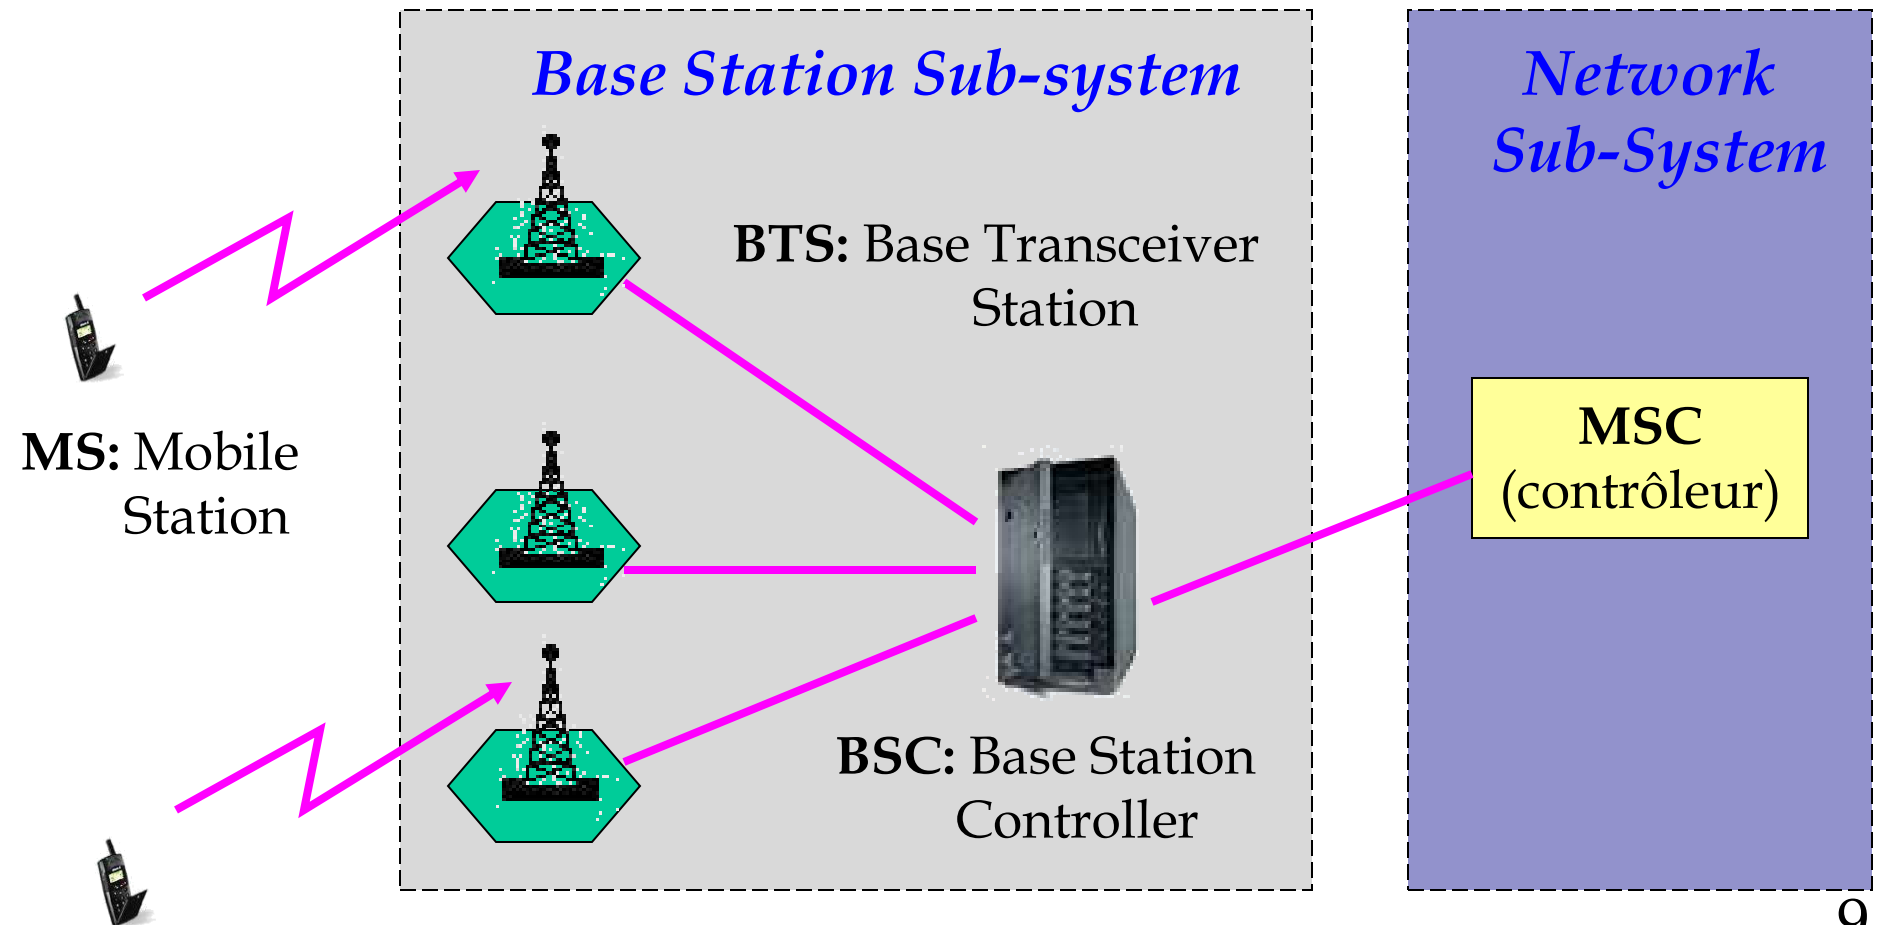 Base Station Sub-system
Network
Sub-System
BTS: Base Transceiver
Station
MS: Mobile
Station
MSC
(contrôleur)
BSC: Base Station
Controller
9